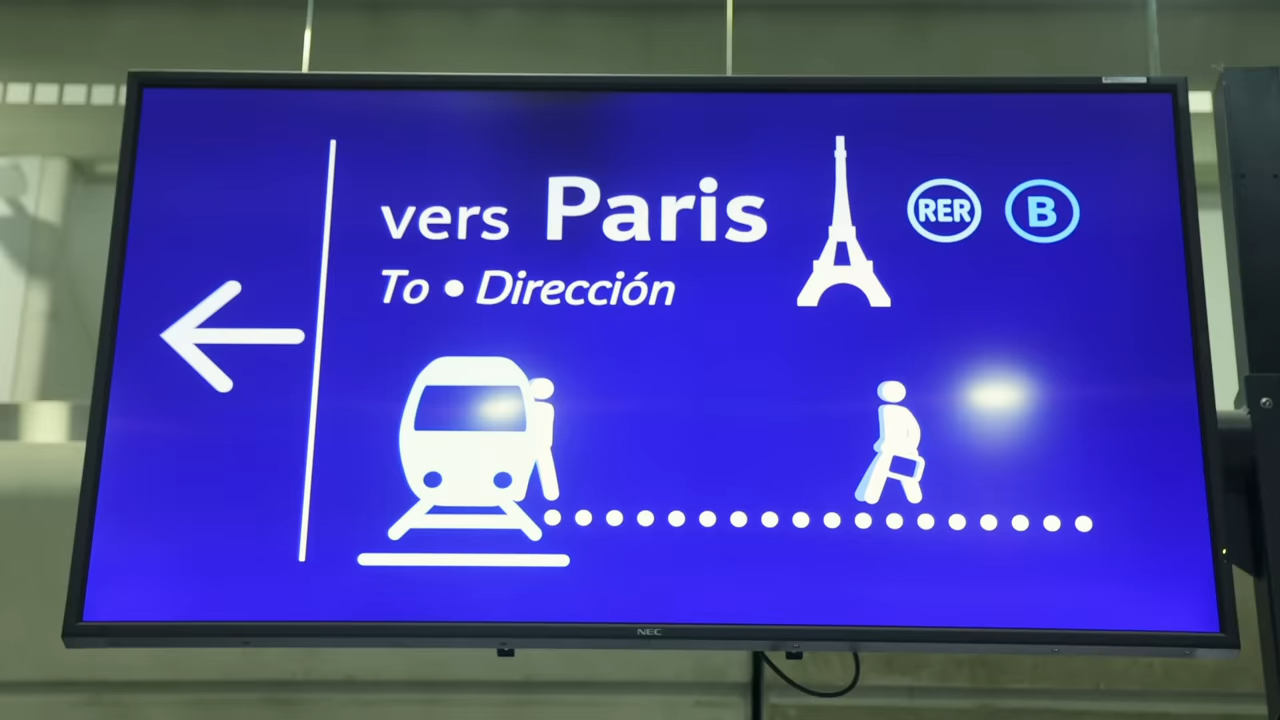 vers Paris RER B
To • Dirección
NEC